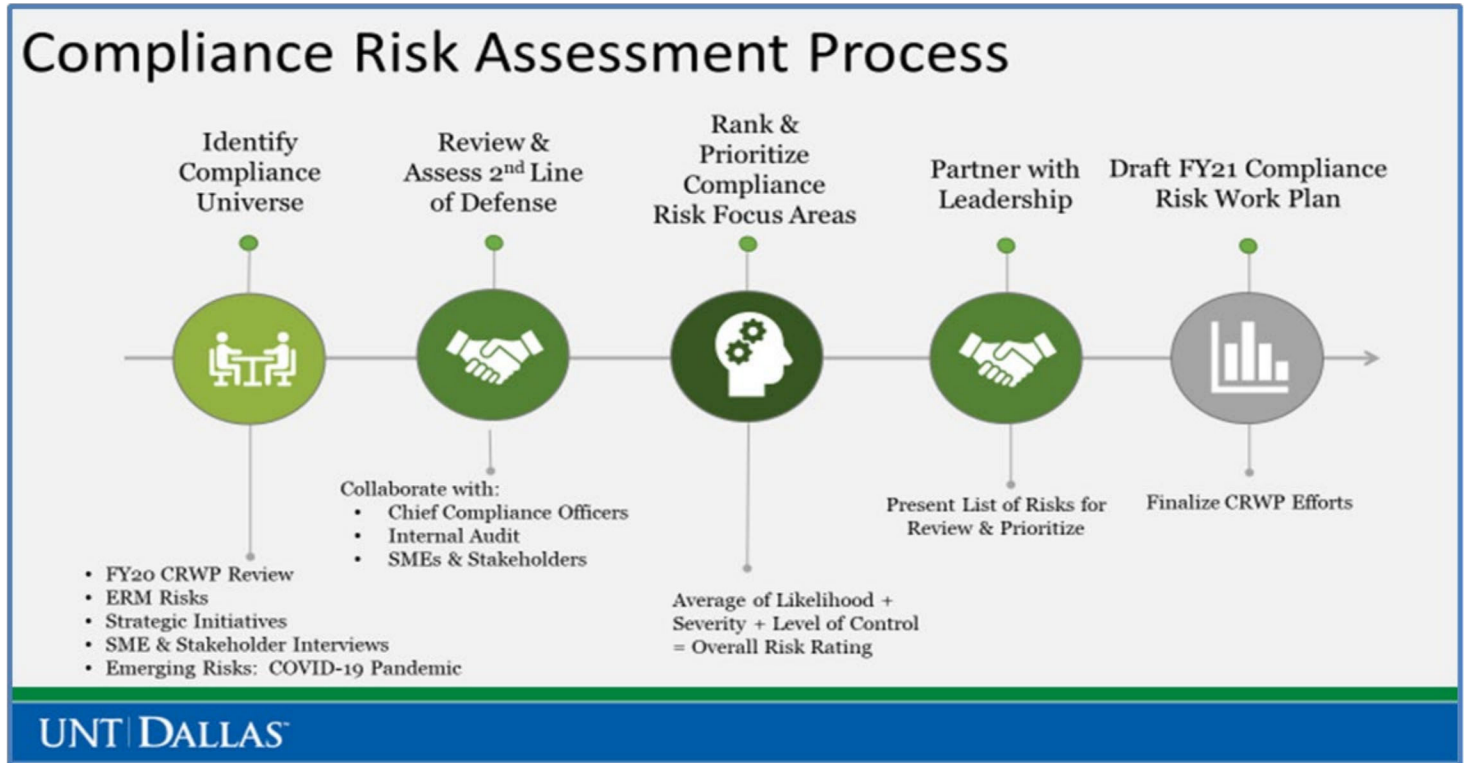 Compliance Risk Assessment Process
Identify
Compliance
Universe
Review &
Assess 2nd Line
of Defense
Rank &
Prioritize
Compliance
Risk Focus Areas
Partner with
Leadership
Draft FY21 Compliance
Risk Work Plan
• FY20 CRWP Review
• ERM Risks
• Strategic Initiatives
• SME & Stakeholder Interviews
• Emerging Risks: COVID-19 Pandemic
Collaborate with:
• Chief Compliance Officers
• Internal Audit
• SMEs & Stakeholders
Average of Likelihood +
Severity + Level of Control
= Overall Risk Rating
Present List of Risks for
Review & Prioritize
Finalize CRWP Efforts
UNT | DALLAS™